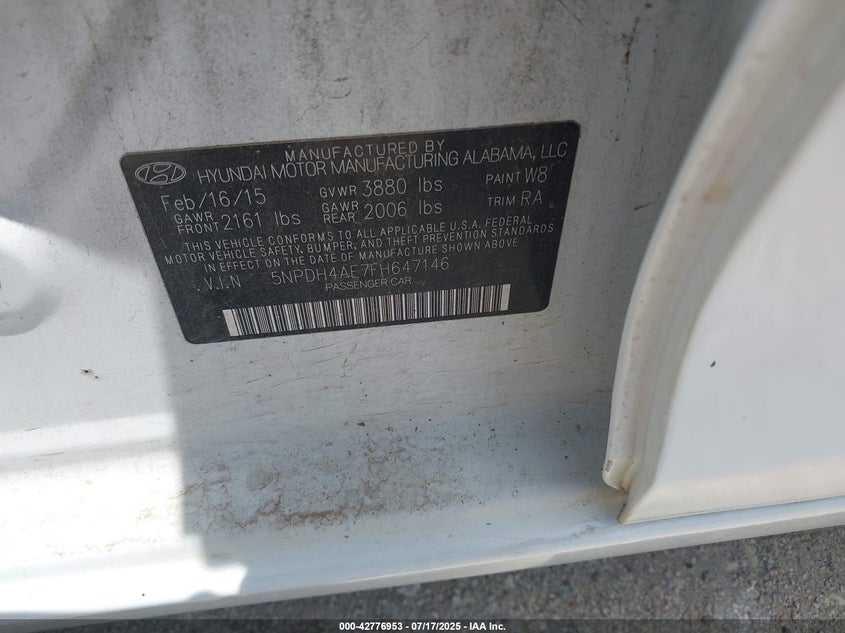 MANUFACTURED BY
HYUNDAI MOTOR MANUFACTURING ALABAMA, LLC
Feb/16/15 GVWR 3880 lbs PAINT W8
GAWR FRONT 2161 lbs GAWR REAR 2006 lbs TRIM RA
THIS VEHICLE CONFORMS TO ALL APPLICABLE U.S.A. FEDERAL
MOTOR VEHICLE SAFETY, BUMPER, AND THEFT PREVENTION STANDARDS
IN EFFECT ON THE DATE OF MANUFACTURE SHOWN ABOVE
V.I.N 5NPDH4AE7FH647146
PASSENGER CAR
000-42776953 / 07/17/2025 - IAA Inc.